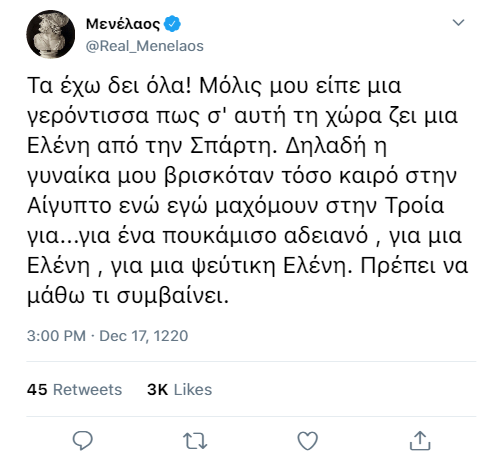 Μενέλαος
@Real_Menelaos
Τα έχω δει όλα! Μόλις μου είπε μια
γερόντισσα πως σ' αυτή τη χώρα ζει μια
Ελένη από την Σπάρτη. Δηλαδή η
γυναίκα μου βρισκόταν τόσο καιρό στην
Αίγυπτο ενώ εγώ μαχόμουν στην Τροία
για...για ένα πουκάμισο αδειανό , για μια
Ελένη , για μια ψεύτικη Ελένη. Πρέπει να
μάθω τι συμβαίνει.
3:00 PM · Dec 17, 1220
45 Retweets 3K Likes